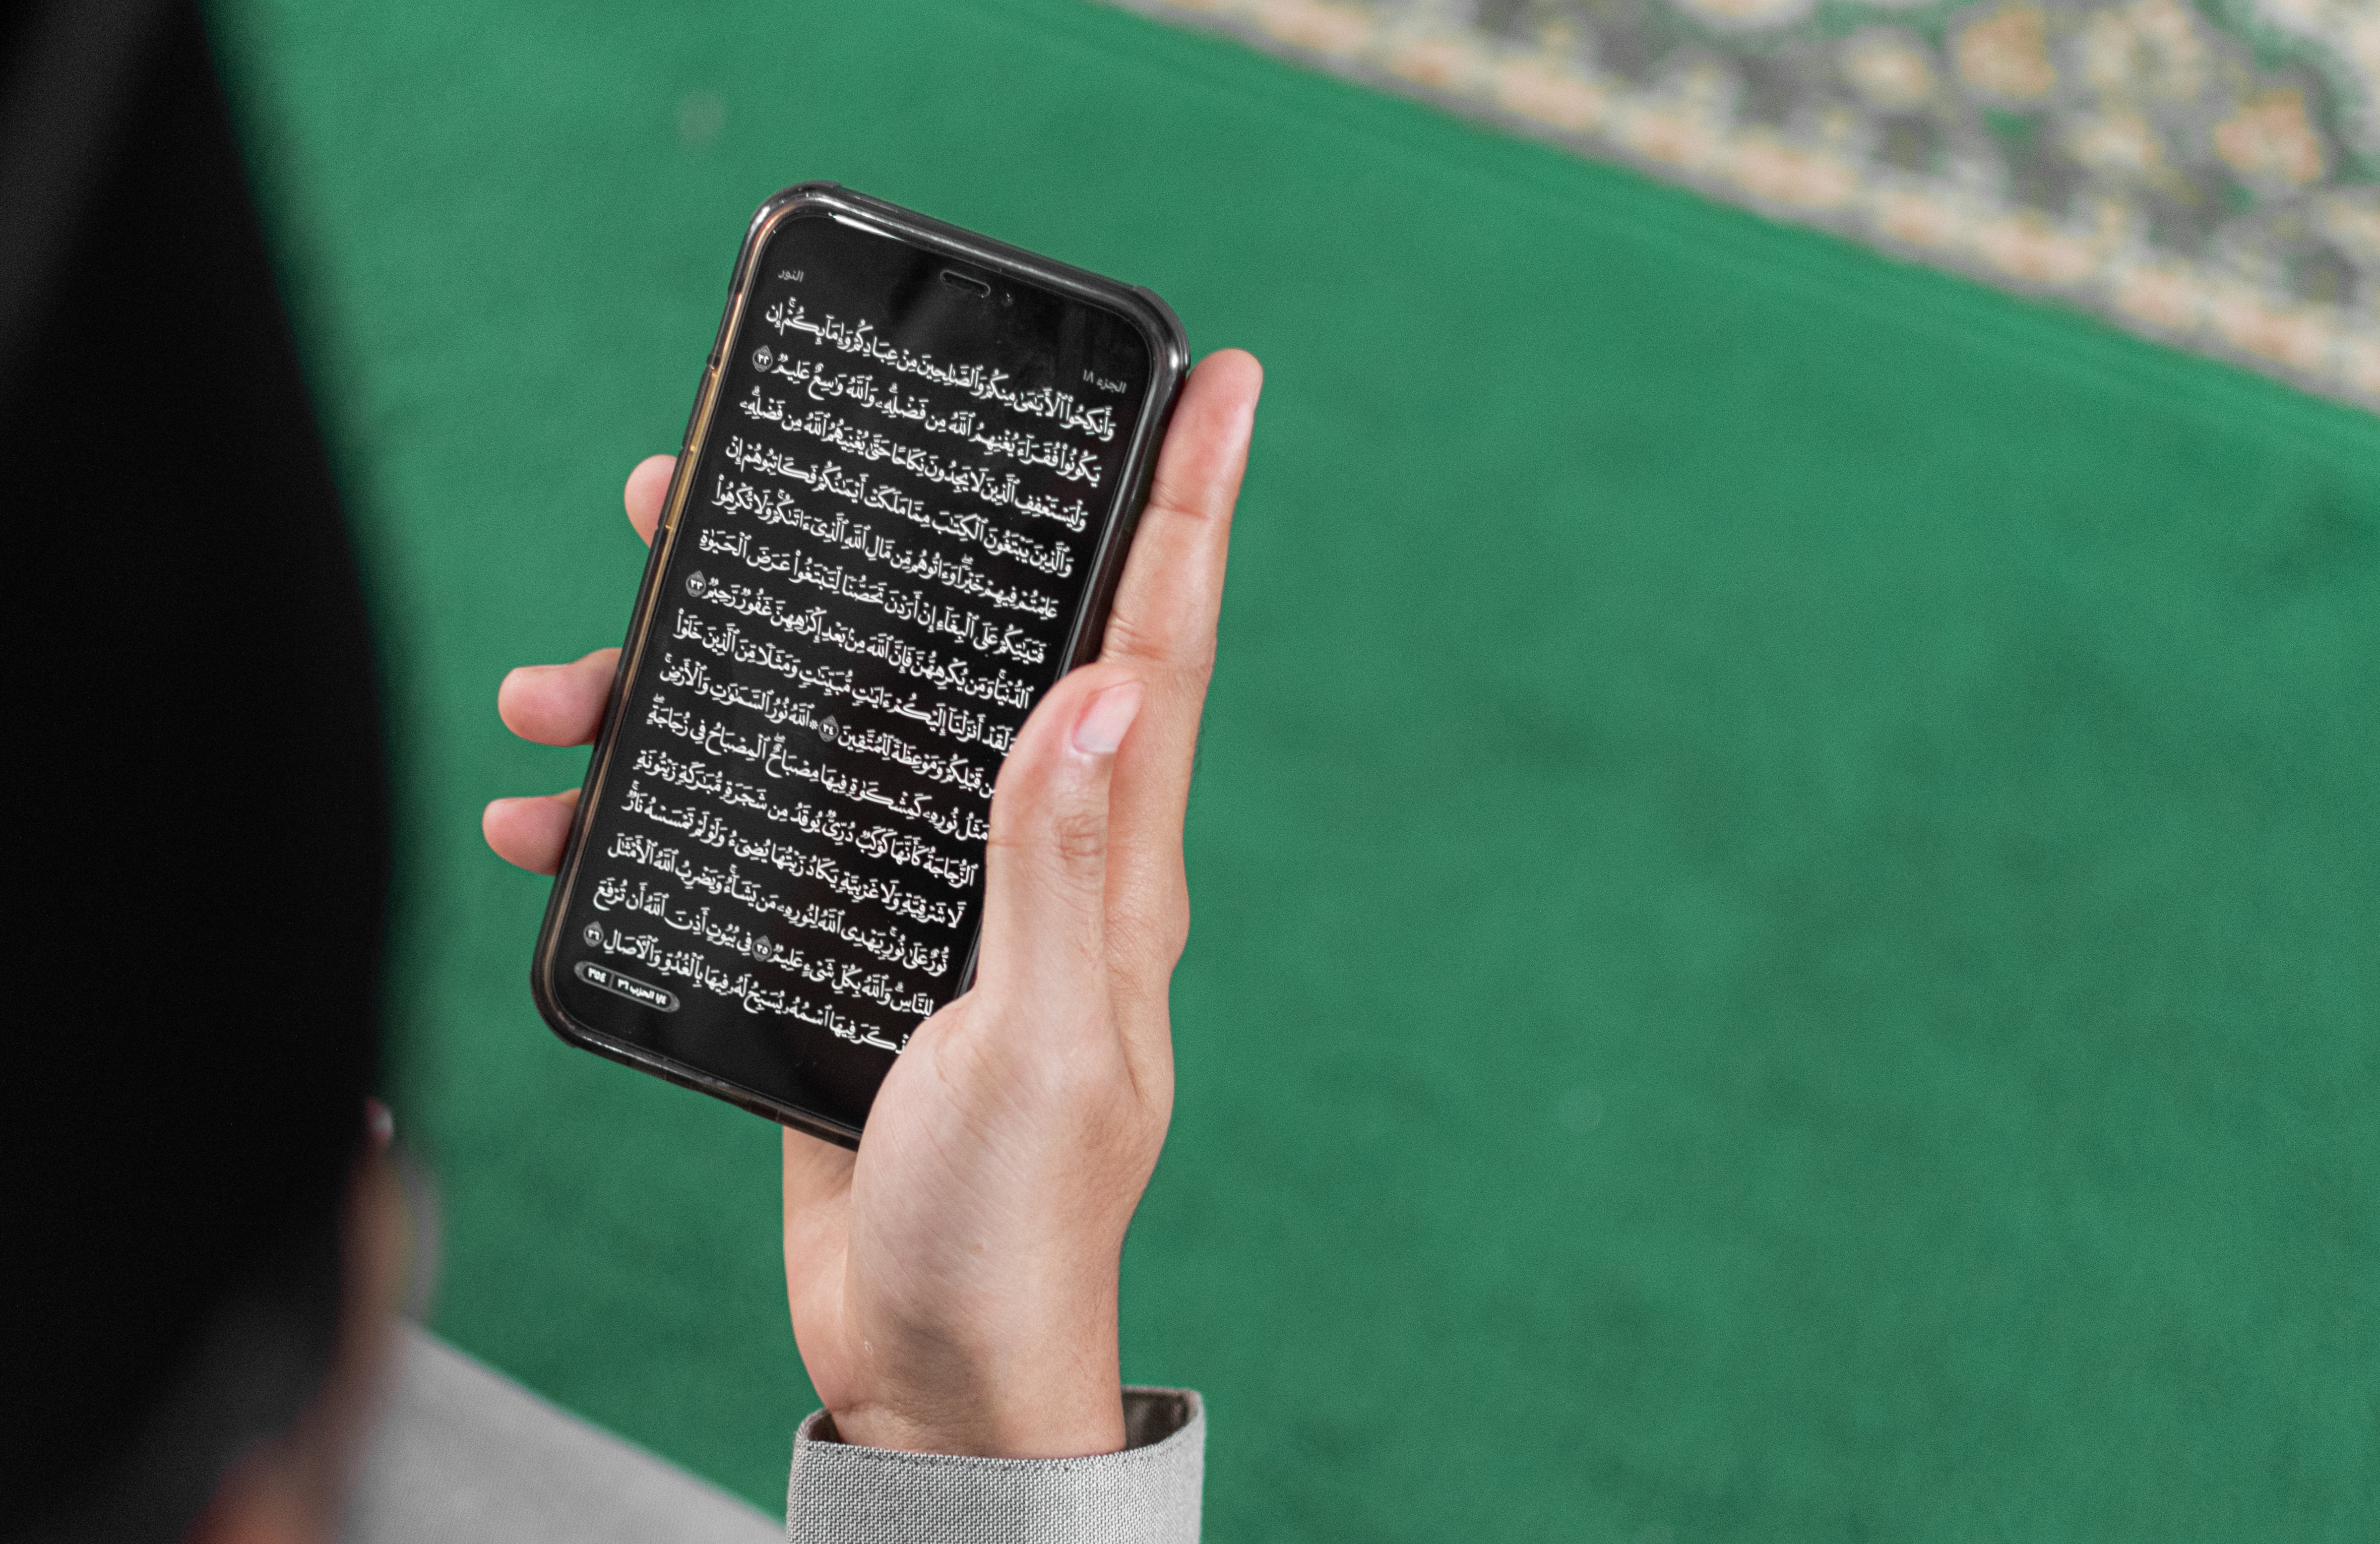 الجزء ١٨
النور
وَأَنكِحُوا۟ ٱلْأَيَـٰمَىٰ مِنكُمْ وَٱلصَّـٰلِحِينَ مِنْ عِبَادِكُمْ وَإِمَآئِكُمْ ۚ إِن
يَكُونُوا۟ فُقَرَآءَ يُغْنِهِمُ ٱللَّهُ مِن فَضْلِهِۦ ۗ وَٱللَّهُ وَٰسِعٌ عَلِيمٌ ٣٢
وَلْيَسْتَعْفِفِ ٱلَّذِينَ لَا يَجِدُونَ نِكَاحًا حَتَّىٰ يُغْنِيَهُمُ ٱللَّهُ مِن فَضْلِهِۦ ۗ
وَٱلَّذِينَ يَبْتَغُونَ ٱلْكِتَـٰبَ مِمَّا مَلَكَتْ أَيْمَـٰنُكُمْ فَكَاتِبُوهُمْ إِنْ
عَلِمْتُمْ فِيهِمْ خَيْرًا ۖ وَءَاتُوهُم مِّن مَّالِ ٱللَّهِ ٱلَّذِىٓ ءَاتَىٰكُمْ ۚ وَلَا تُكْرِهُوا۟
فَتَيَـٰتِكُمْ عَلَى ٱلْبِغَآءِ إِنْ أَرَدْنَ تَحَصُّنًا لِّتَبْتَغُوا۟ عَرَضَ ٱلْحَيَوٰةِ
ٱلدُّنْيَا ۚ وَمَن يُكْرِههُّنَّ فَإِنَّ ٱللَّهَ مِنۢ بَعْدِ إِكْرَٰهِهِنَّ غَفُورٌ رَّحِيمٌ ٣٣
وَلَقَدْ أَنزَلْنَآ إِلَيْكُمْ ءَايَـٰتٍ مُّبَيِّنَـٰتٍ وَمَثَلًا مِّنَ ٱلَّذِينَ خَلَوْا۟
مِن قَبْلِكُمْ وَمَوْعِظَةً لِّلْمُتَّقِينَ ٣٤ ۞ ٱللَّهُ نُورُ ٱلسَّمَـٰوَٰتِ وَٱلْأَرْضِ ۚ
مَثَلُ نُورِهِۦ كَمِشْكَوٰةٍ فِيهَا مِصْبَاحٌ ۖ ٱلْمِصْبَاحُ فِى زُجَاجَةٍ ۖ
ٱلزُّجَاجَةُ كَأَنَّهَا كَوْكَبٌ دُرِّىٌّ يُوقَدُ مِن شَجَرَةٍ مُّبَـٰرَكَةٍ زَيْتُونَةٍ
لَّا شَرْقِيَّةٍ وَلَا غَرْبِيَّةٍ يَكَادُ زَيْتُهَا يُضِىٓءُ وَلَوْ لَمْ تَمْسَسْهُ نَارٌ ۚ
نُّورٌ عَلَىٰ نُورٍ ۗ يَهْدِى ٱللَّهُ لِنُورِهِۦ مَن يَشَآءُ ۚ وَيَضْرِبُ ٱللَّهُ ٱلْأَمْثَـٰلَ
لِلنَّاسِ ۗ وَٱللَّهُ بِكُلِّ شَىْءٍ عَلِيمٌ ٣٥ فِى بُيُوتٍ أَذِنَ ٱللَّهُ أَن تُرْفَعَ
فِيهَا ٱسْمُهُۥ يُسَبِّحُ لَهُۥ فِيهَا بِٱلْغُدُوِّ وَٱلْـَٔاصَالِ ٣٦
١/٤ الحزب ٣٦ | ٣٥٤